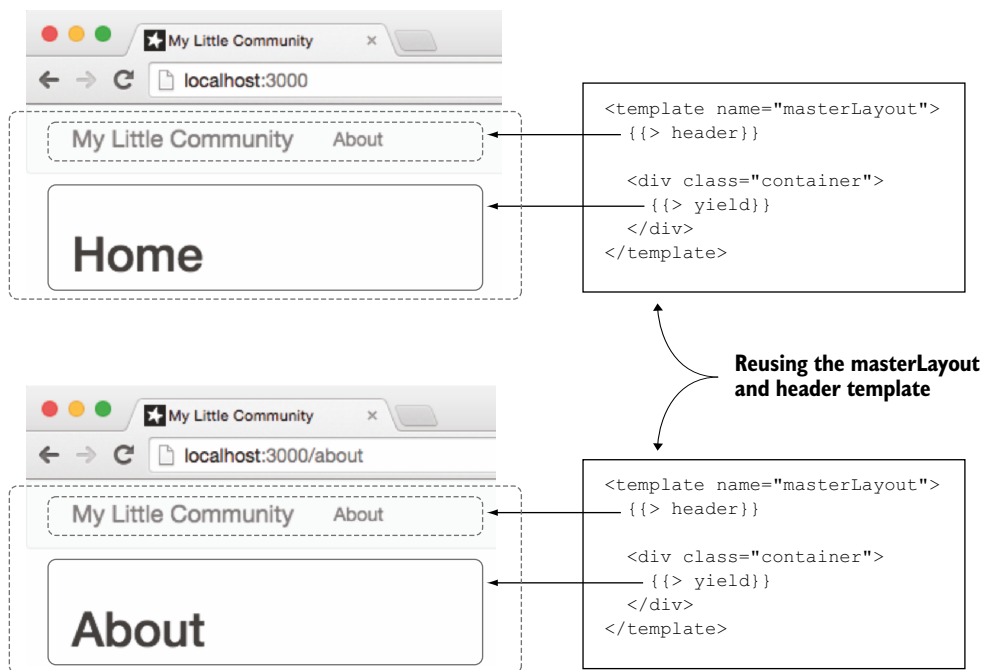 My Little Community
localhost:3000
My Little Community About
Home
<template name="masterLayout">
{{> header}}
<div class="container">
{{> yield}}
</div>
</template>
Reusing the masterLayout
and header template
My Little Community
localhost:3000/about
My Little Community About
About
<template name="masterLayout">
{{> header}}
<div class="container">
{{> yield}}
</div>
</template>